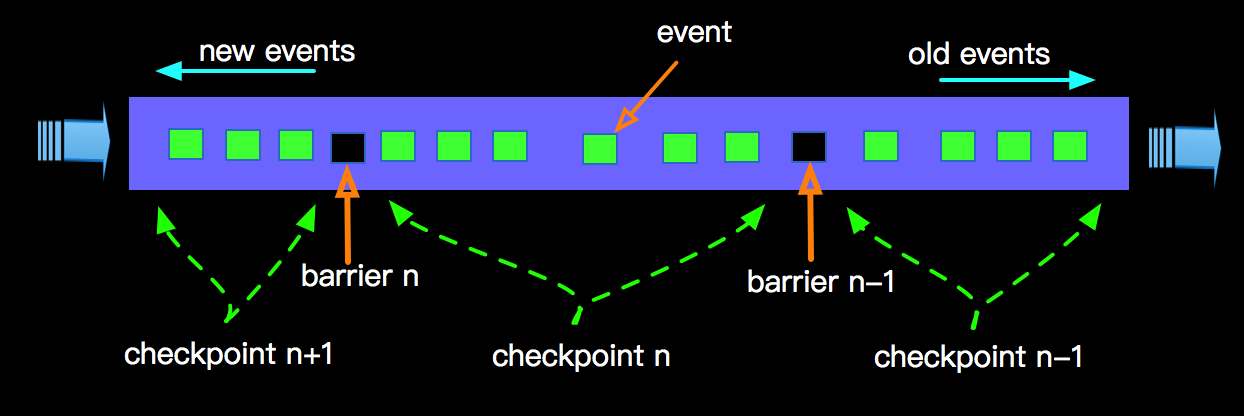 event
new events
old events
barrier n
barrier n-1
checkpoint n+1
checkpoint n
checkpoint n-1